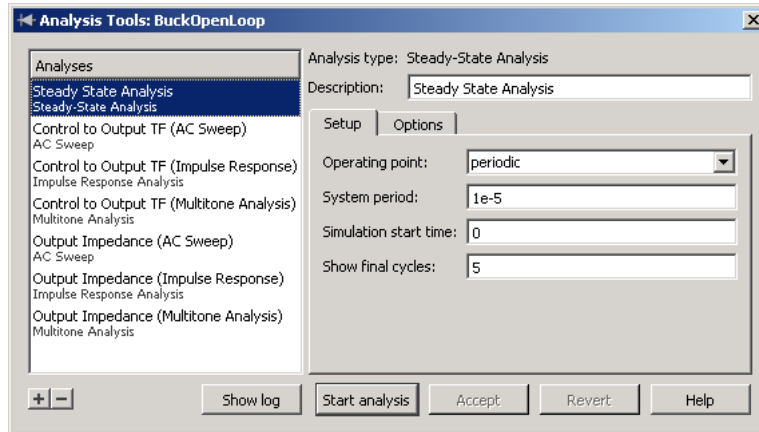 Analysis Tools: BuckOpenLoop
Analyses
Steady State Analysis
Steady-State Analysis
Control to Output TF (AC Sweep)
AC Sweep
Control to Output TF (Impulse Response)
Impulse Response Analysis
Control to Output TF (Multitone Analysis)
Multitone Analysis
Output Impedance (AC Sweep)
AC Sweep
Output Impedance (Impulse Response)
Impulse Response Analysis
Output Impedance (Multitone Analysis)
Multitone Analysis
Analysis type: Steady-State Analysis
Description: Steady State Analysis
Setup Options
Operating point: periodic
System period: 1e-5
Simulation start time: 0
Show final cycles: 5
+ − Show log Start analysis Accept Revert Help